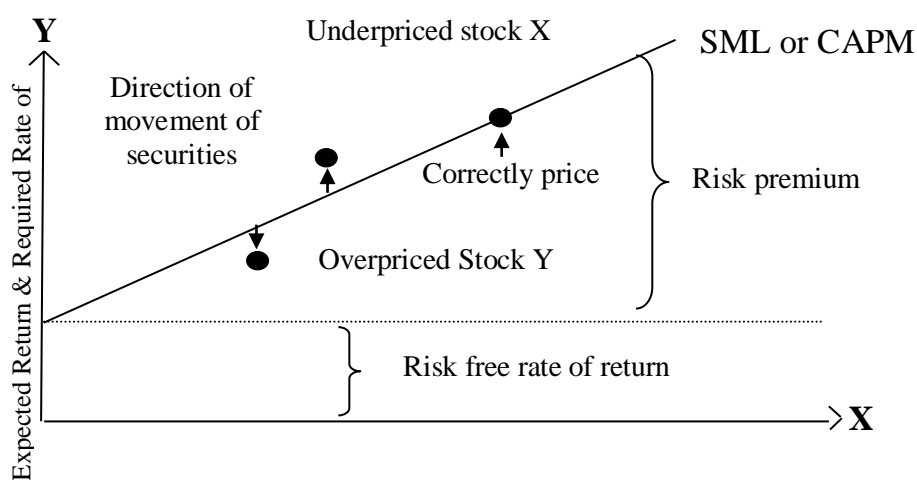 Y
Underpriced stock X
SML or CAPM
Direction of
movement of
securities
Correctly price
Risk premium
Overpriced Stock Y
Risk free rate of return
X
Expected Return & Required Rate of